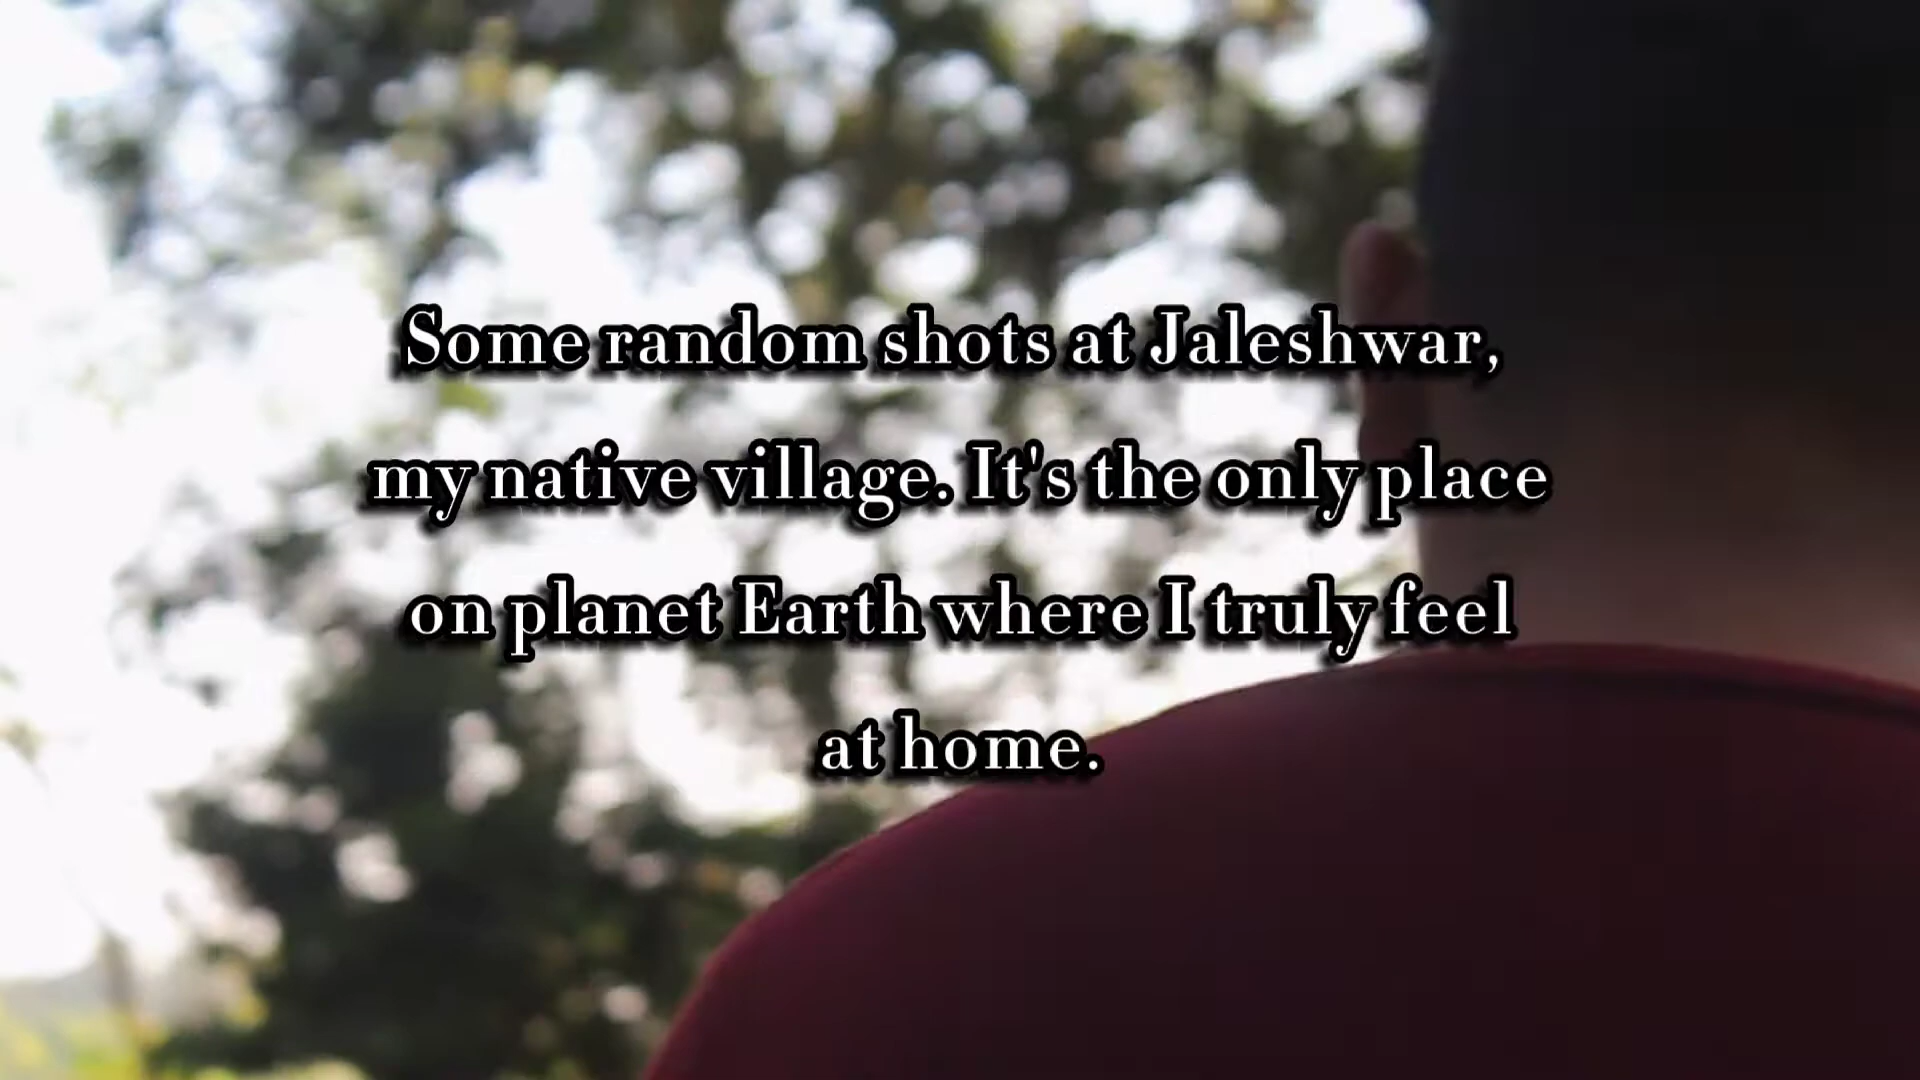 Some random shots at Jaleshwar,
my native village. It's the only place
on planet Earth where I truly feel
at home.